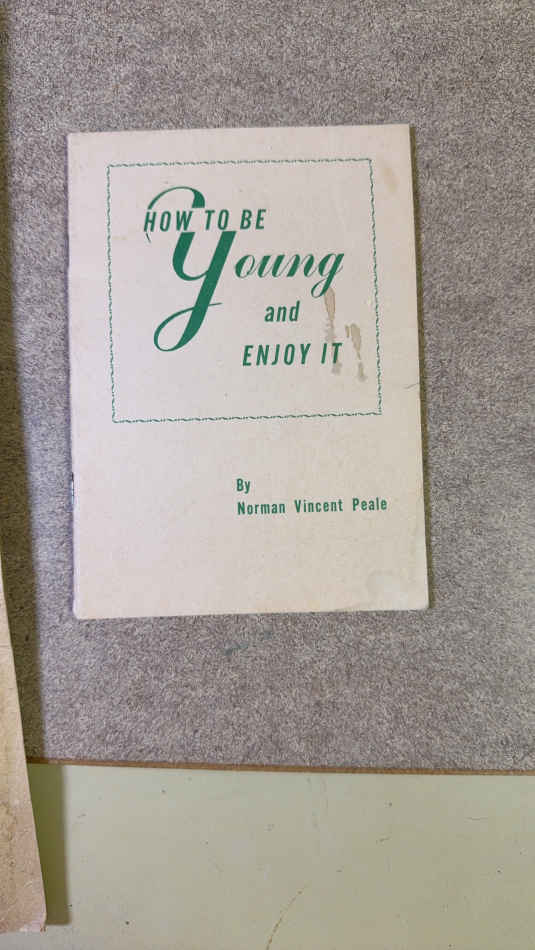 HOW TO BE
Young
and
ENJOY IT
By
Norman Vincent Peale